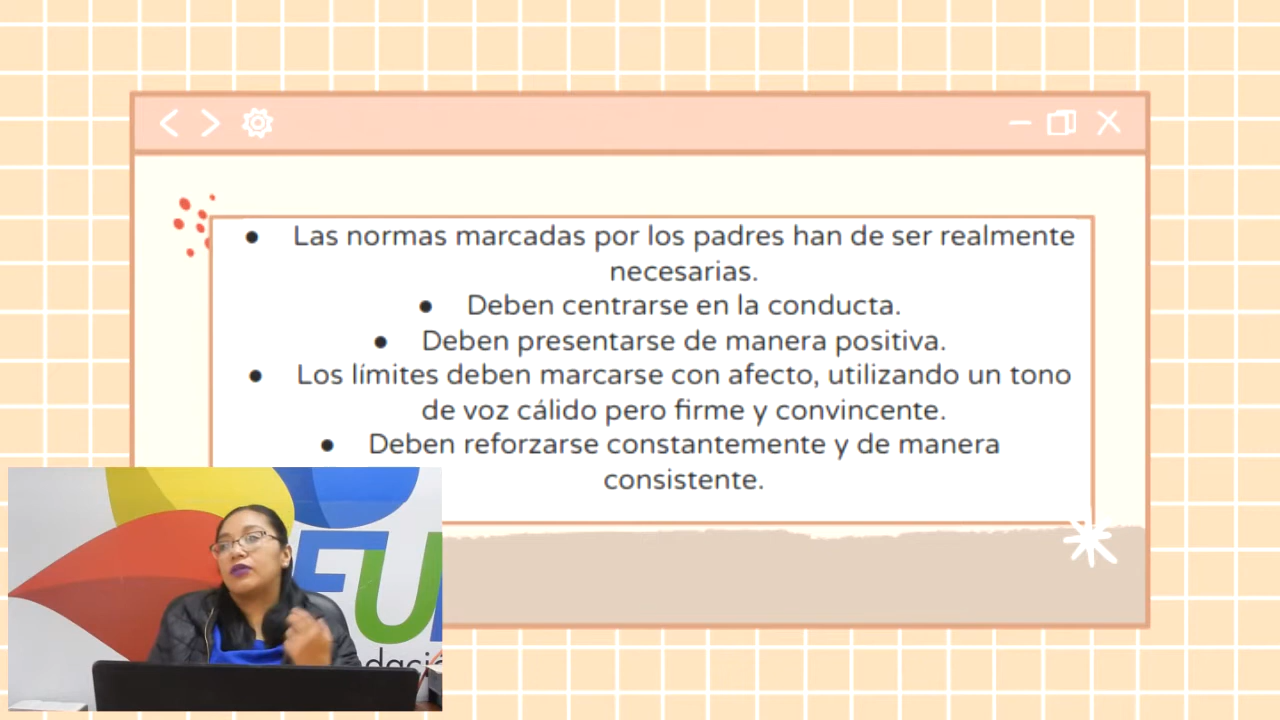 ● Las normas marcadas por los padres han de ser realmente
necesarias.
● Deben centrarse en la conducta.
● Deben presentarse de manera positiva.
● Los límites deben marcarse con afecto, utilizando un tono
de voz cálido pero firme y convincente.
● Deben reforzarse constantemente y de manera
consistente.
FU
dació